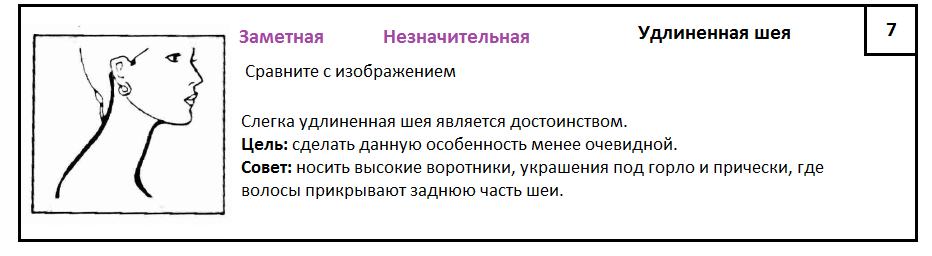 Заметная Незначительная Удлиненная шея 7
Сравните с изображением
Слегка удлиненная шея является достоинством.
Цель: сделать данную особенность менее очевидной.
Совет: носить высокие воротники, украшения под горло и прически, где
волосы прикрывают заднюю часть шеи.